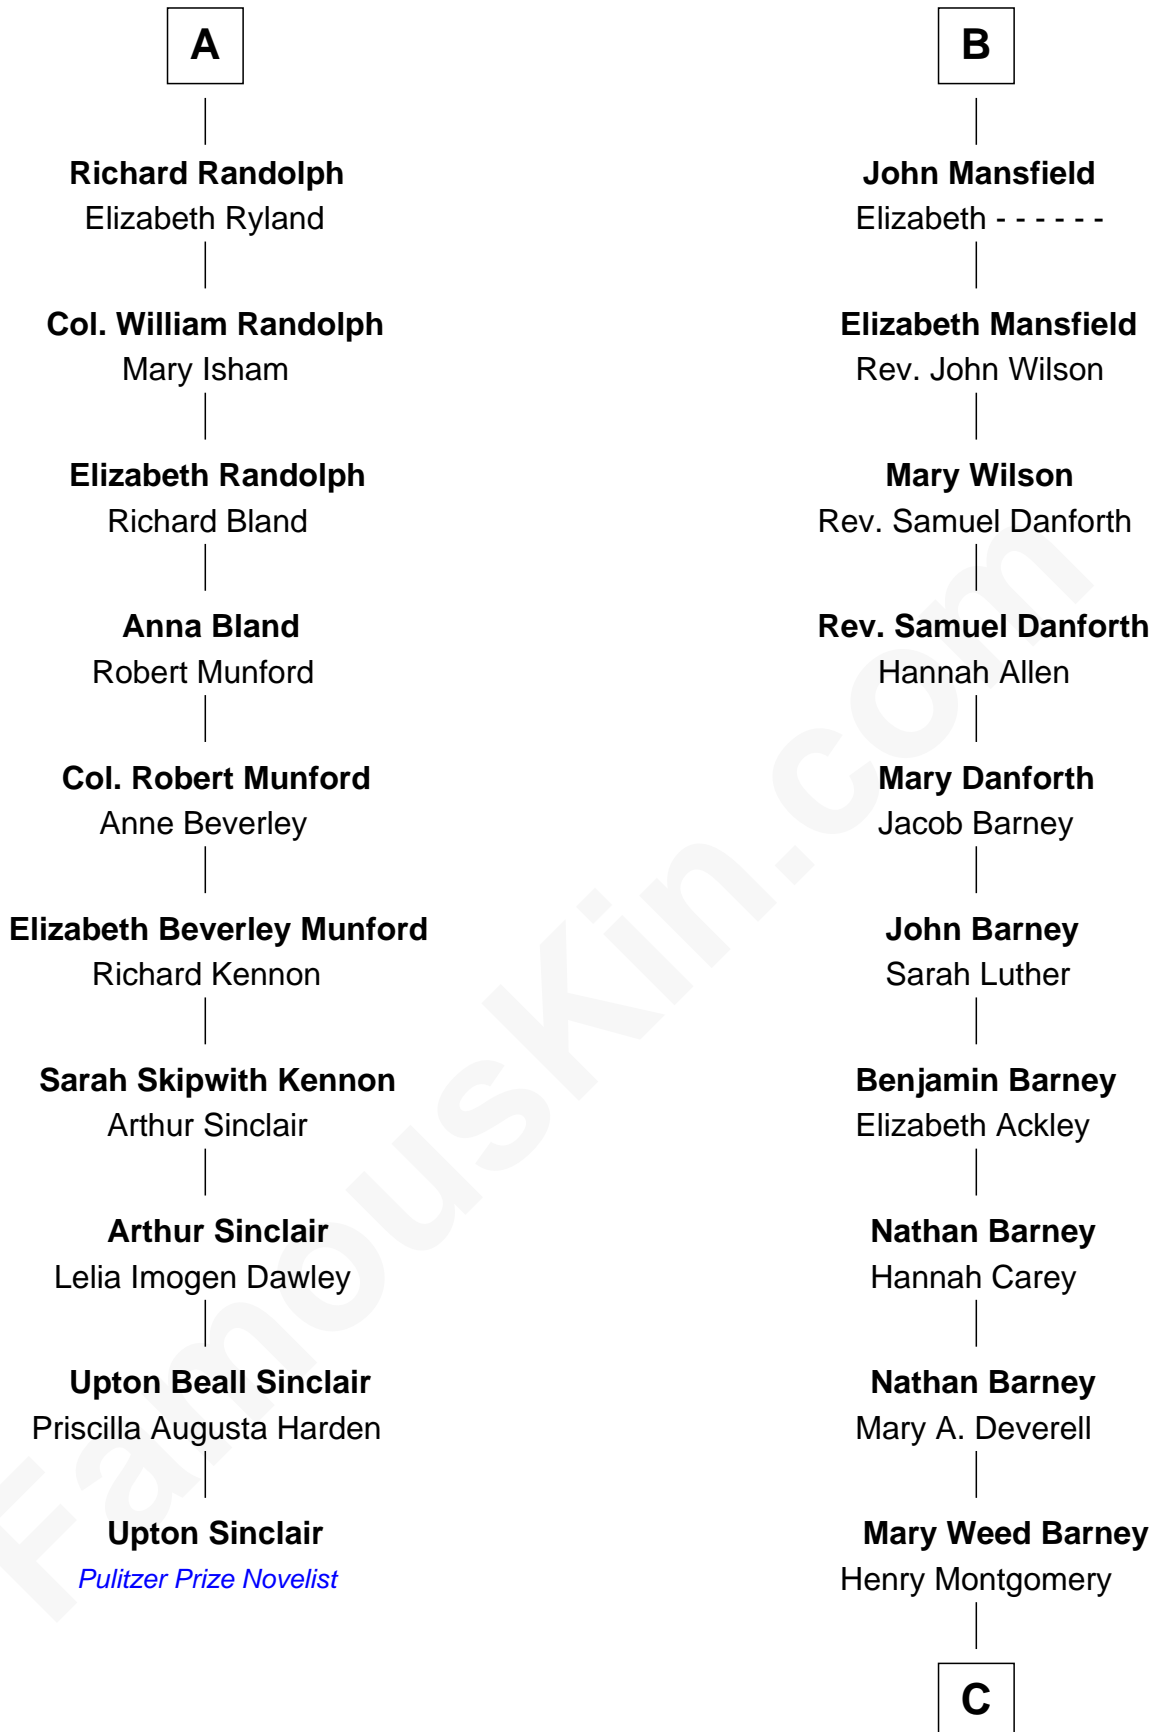 A
Richard Randolph
Elizabeth Ryland
Col. William Randolph
Mary Isham
Elizabeth Randolph
Richard Bland
Anna Bland
Robert Munford
Col. Robert Munford
Anne Beverley
Elizabeth Beverley Munford
Richard Kennon
Sarah Skipwith Kennon
Arthur Sinclair
Arthur Sinclair
Lelia Imogen Dawley
Upton Beall Sinclair
Priscilla Augusta Harden
Upton Sinclair
Pulitzer Prize Novelist
B
John Mansfield
Elizabeth - - - - - -
Elizabeth Mansfield
Rev. John Wilson
Mary Wilson
Rev. Samuel Danforth
Rev. Samuel Danforth
Hannah Allen
Mary Danforth
Jacob Barney
John Barney
Sarah Luther
Benjamin Barney
Elizabeth Ackley
Nathan Barney
Hannah Carey
Nathan Barney
Mary A. Deverell
Mary Weed Barney
Henry Montgomery
C
FamousKin.com